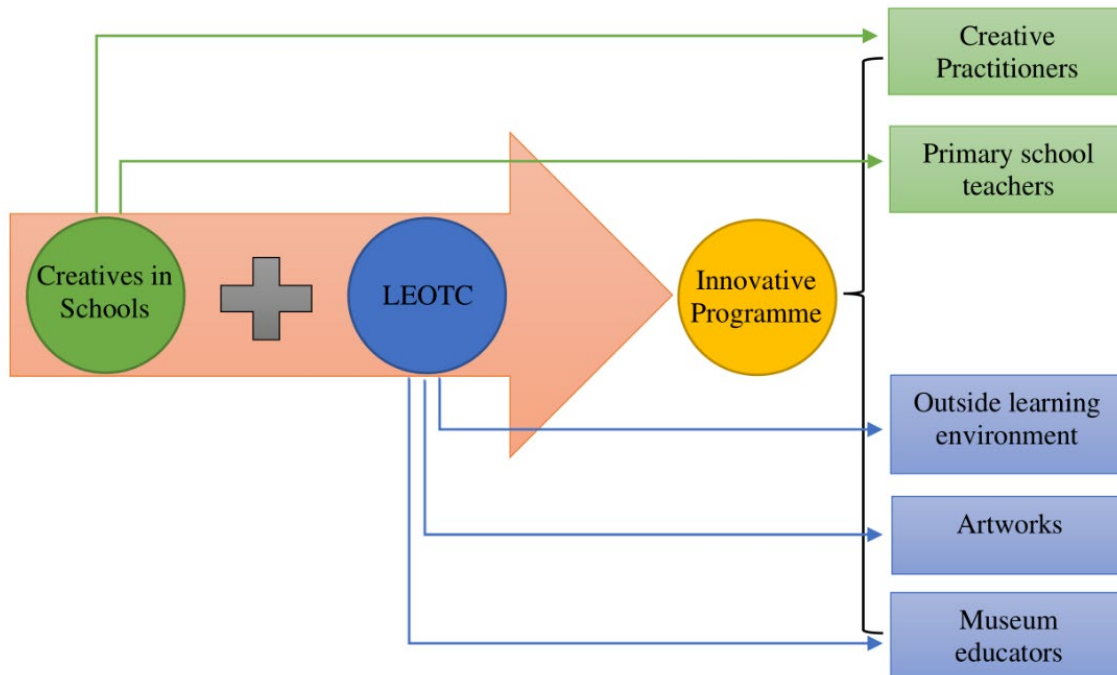 Creative
Practitioners
Primary school
teachers
Creatives in
Schools
LEOTC
Innovative
Programme
Outside learning
environment
Artworks
Museum
educators